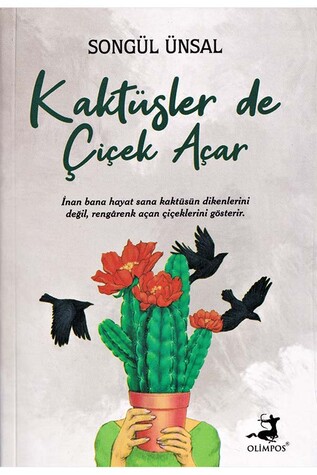 SONGÜL ÜNSAL
Kaktüsler de
Çiçek Açar
İnan bana hayat sana kaktüsün dikenlerini
değil, rengârenk açan çiçeklerini gösterir.
OLİMPOS